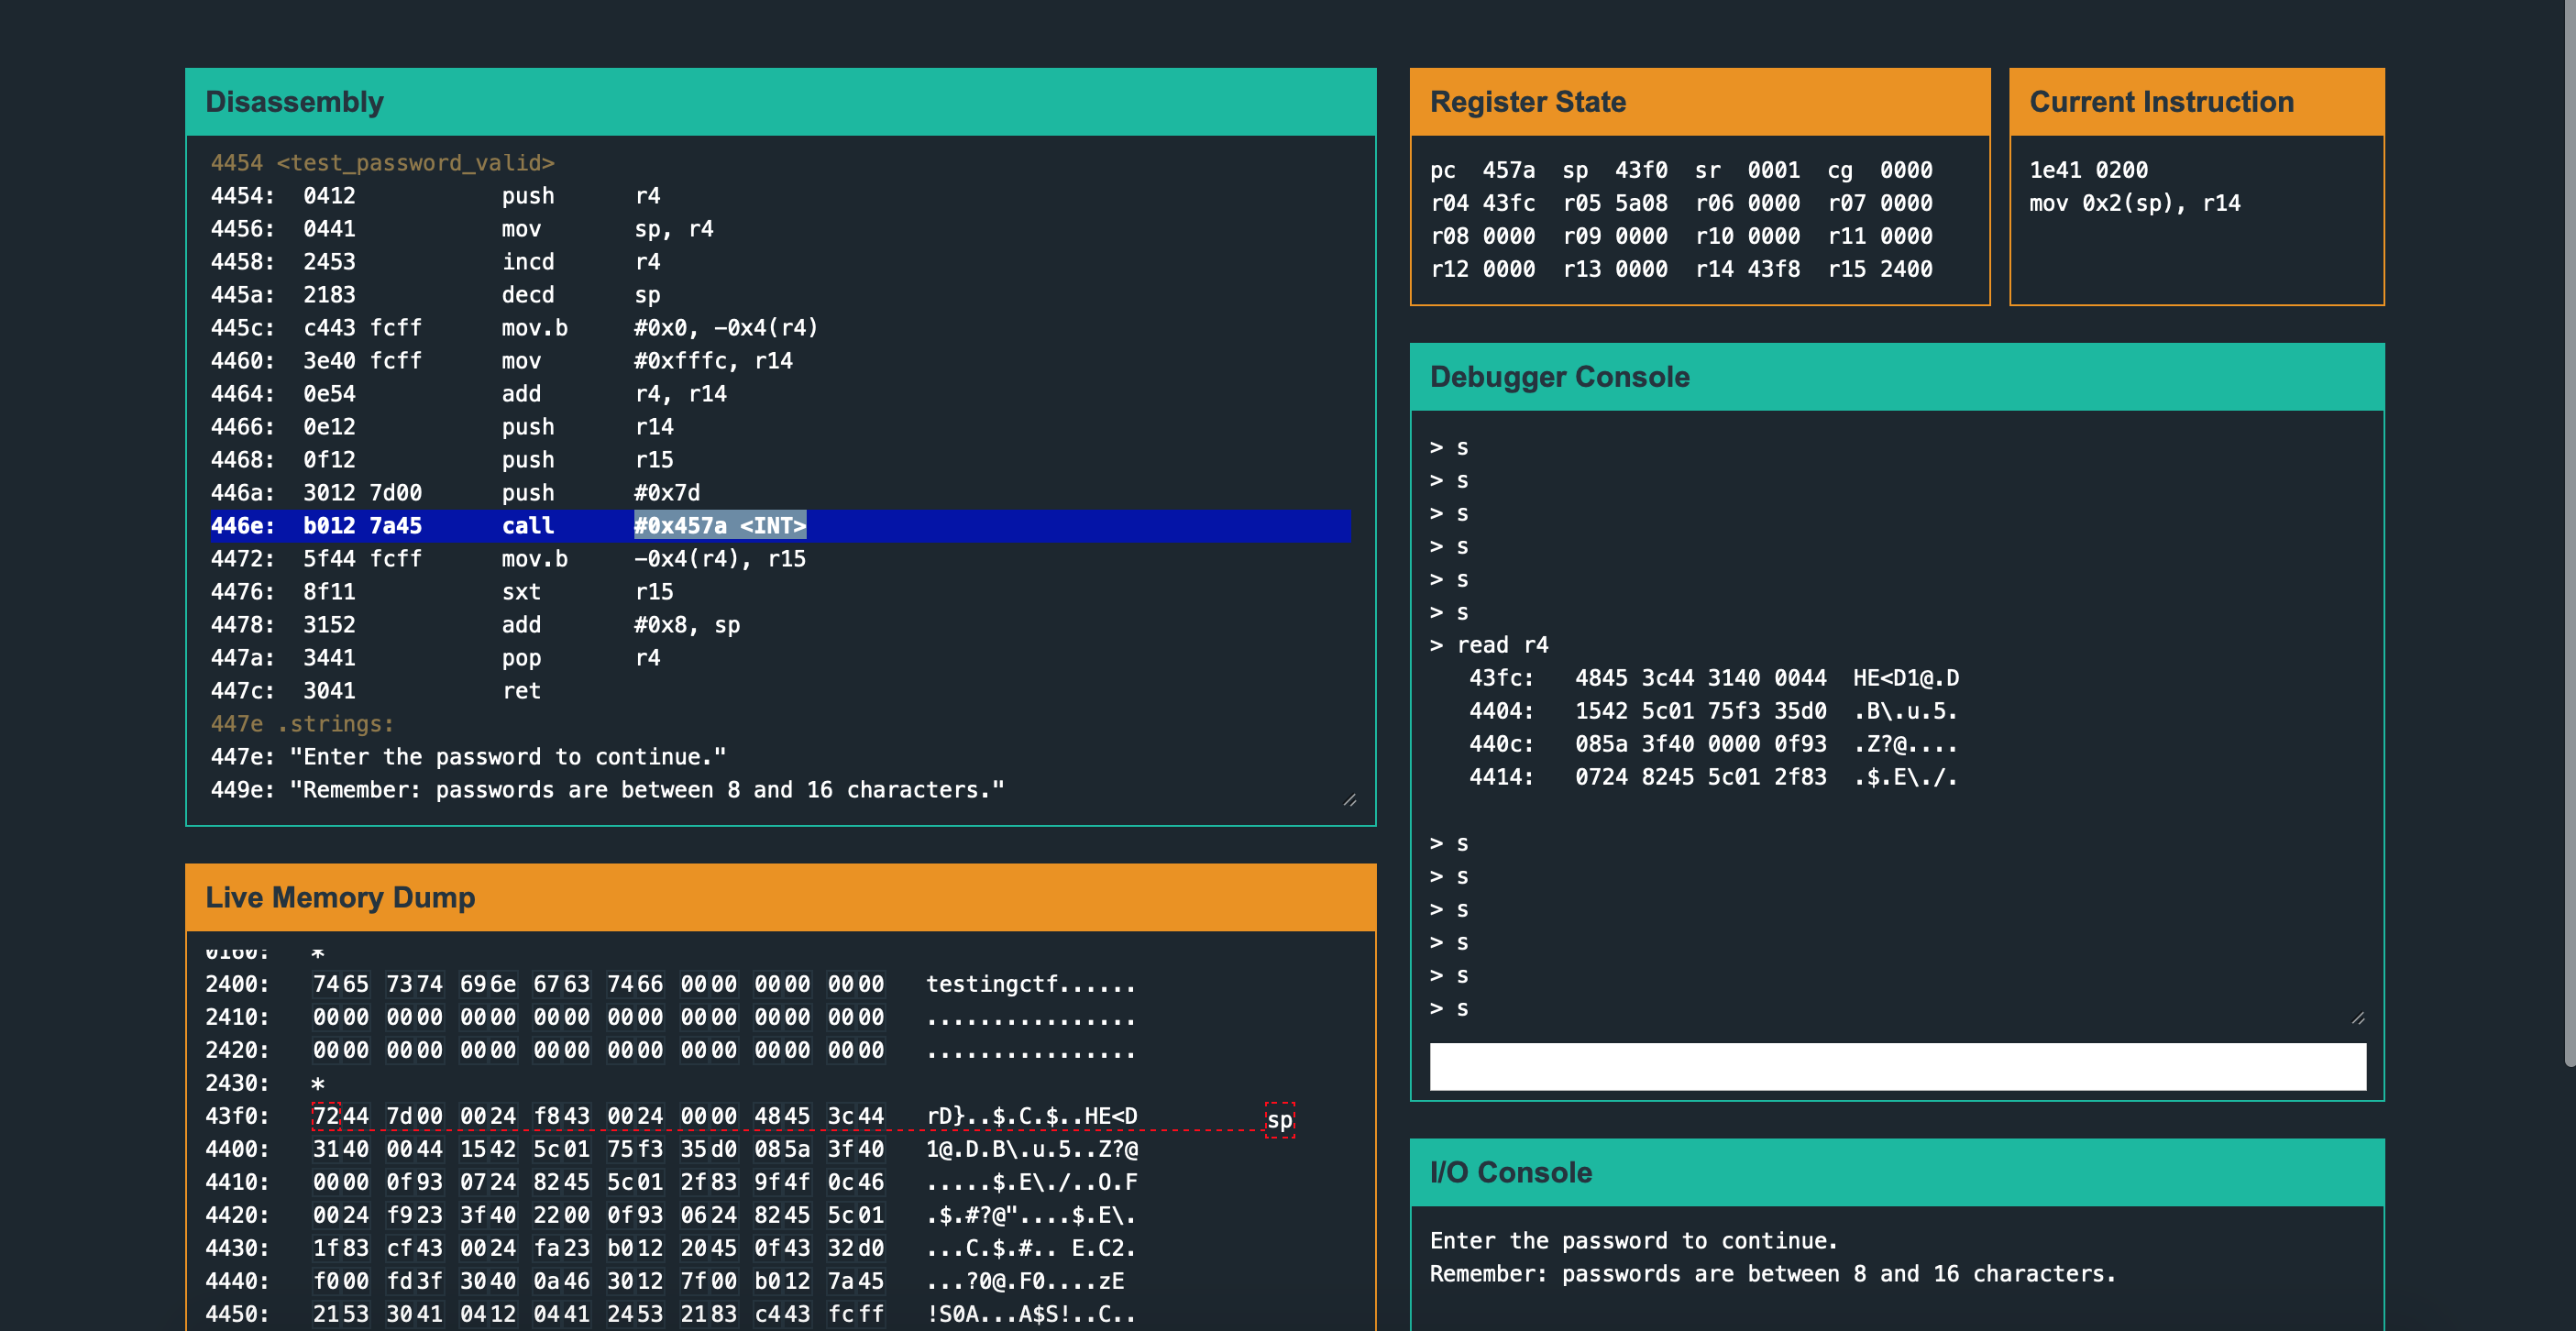 Disassembly
4454 <test_password_valid>
4454: 0412 push r4
4456: 0441 mov sp, r4
4458: 2453 incd r4
445a: 2183 decd sp
445c: c443 fcff mov.b #0x0, -0x4(r4)
4460: 3e40 fcff mov #0xfffc, r14
4464: 0e54 add r4, r14
4466: 0e12 push r14
4468: 0f12 push r15
446a: 3012 7d00 push #0x7d
446e: b012 7a45 call #0x457a <INT>
4472: 5f44 fcff mov.b -0x4(r4), r15
4476: 8f11 sxt r15
4478: 3152 add #0x8, sp
447a: 3441 pop r4
447c: 3041 ret
447e .strings:
447e: "Enter the password to continue."
449e: "Remember: passwords are between 8 and 16 characters."
Live Memory Dump
0160: *
2400: 7465 7374 696e 6763 7466 0000 0000 0000 testingctf......
2410: 0000 0000 0000 0000 0000 0000 0000 0000 ................
2420: 0000 0000 0000 0000 0000 0000 0000 0000 ................
2430: *
43f0: 7244 7d00 0024 f843 0024 0000 4845 3c44 rD}..$.C.$..HE<D sp
4400: 3140 0044 1542 5c01 75f3 35d0 085a 3f40 1@.D.B\.u.5..Z?@
4410: 0000 0f93 0724 8245 5c01 2f83 9f4f 0c46 .....$.E\./..O.F
4420: 0024 f923 3f40 2200 0f93 0624 8245 5c01 .$.#?@"....$.E\.
4430: 1f83 cf43 0024 fa23 b012 2045 0f43 32d0 ...C.$.#.. E.C2.
4440: f000 fd3f 3040 0a46 3012 7f00 b012 7a45 ...?0@.F0....zE
4450: 2153 3041 0412 0441 2453 2183 c443 fcff !S0A...A$S!..C..
Register State
pc 457a sp 43f0 sr 0001 cg 0000
r04 43fc r05 5a08 r06 0000 r07 0000
r08 0000 r09 0000 r10 0000 r11 0000
r12 0000 r13 0000 r14 43f8 r15 2400
Current Instruction
1e41 0200
mov 0x2(sp), r14
Debugger Console
> s
> s
> s
> s
> s
> s
> read r4
43fc: 4845 3c44 3140 0044 HE<D1@.D
4404: 1542 5c01 75f3 35d0 .B\.u.5.
440c: 085a 3f40 0000 0f93 .Z?@....
4414: 0724 8245 5c01 2f83 .$.E\./.
> s
> s
> s
> s
> s
> s
I/O Console
Enter the password to continue.
Remember: passwords are between 8 and 16 characters.